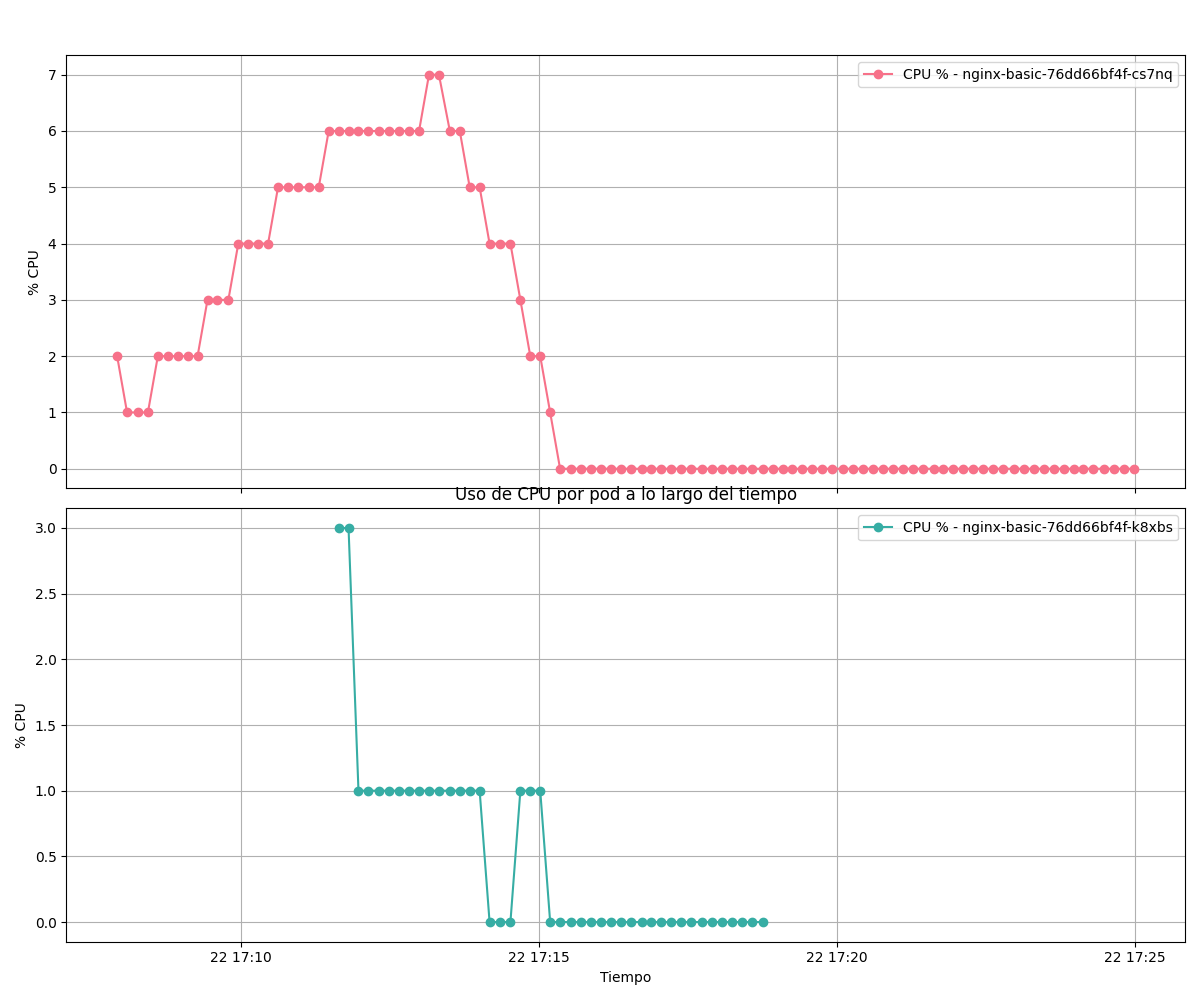 CPU % - nginx-basic-76dd66bf4f-cs7nq
7
6
5
4
3
2
1
0
% CPU
Uso de CPU por pod a lo largo del tiempo
CPU % - nginx-basic-76dd66bf4f-k8xbs
3.0
2.5
2.0
1.5
1.0
0.5
0.0
% CPU
22 17:10 22 17:15 22 17:20 22 17:25
Tiempo